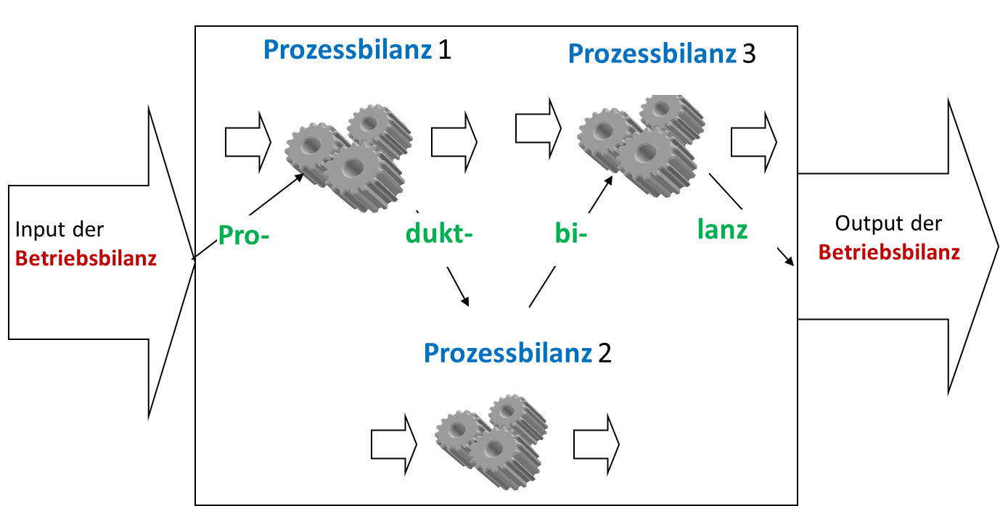 Prozessbilanz 1
Prozessbilanz 3
Input der
Betriebsbilanz
Pro-
dukt-
bi-
lanz
Output der
Betriebsbilanz
Prozessbilanz 2